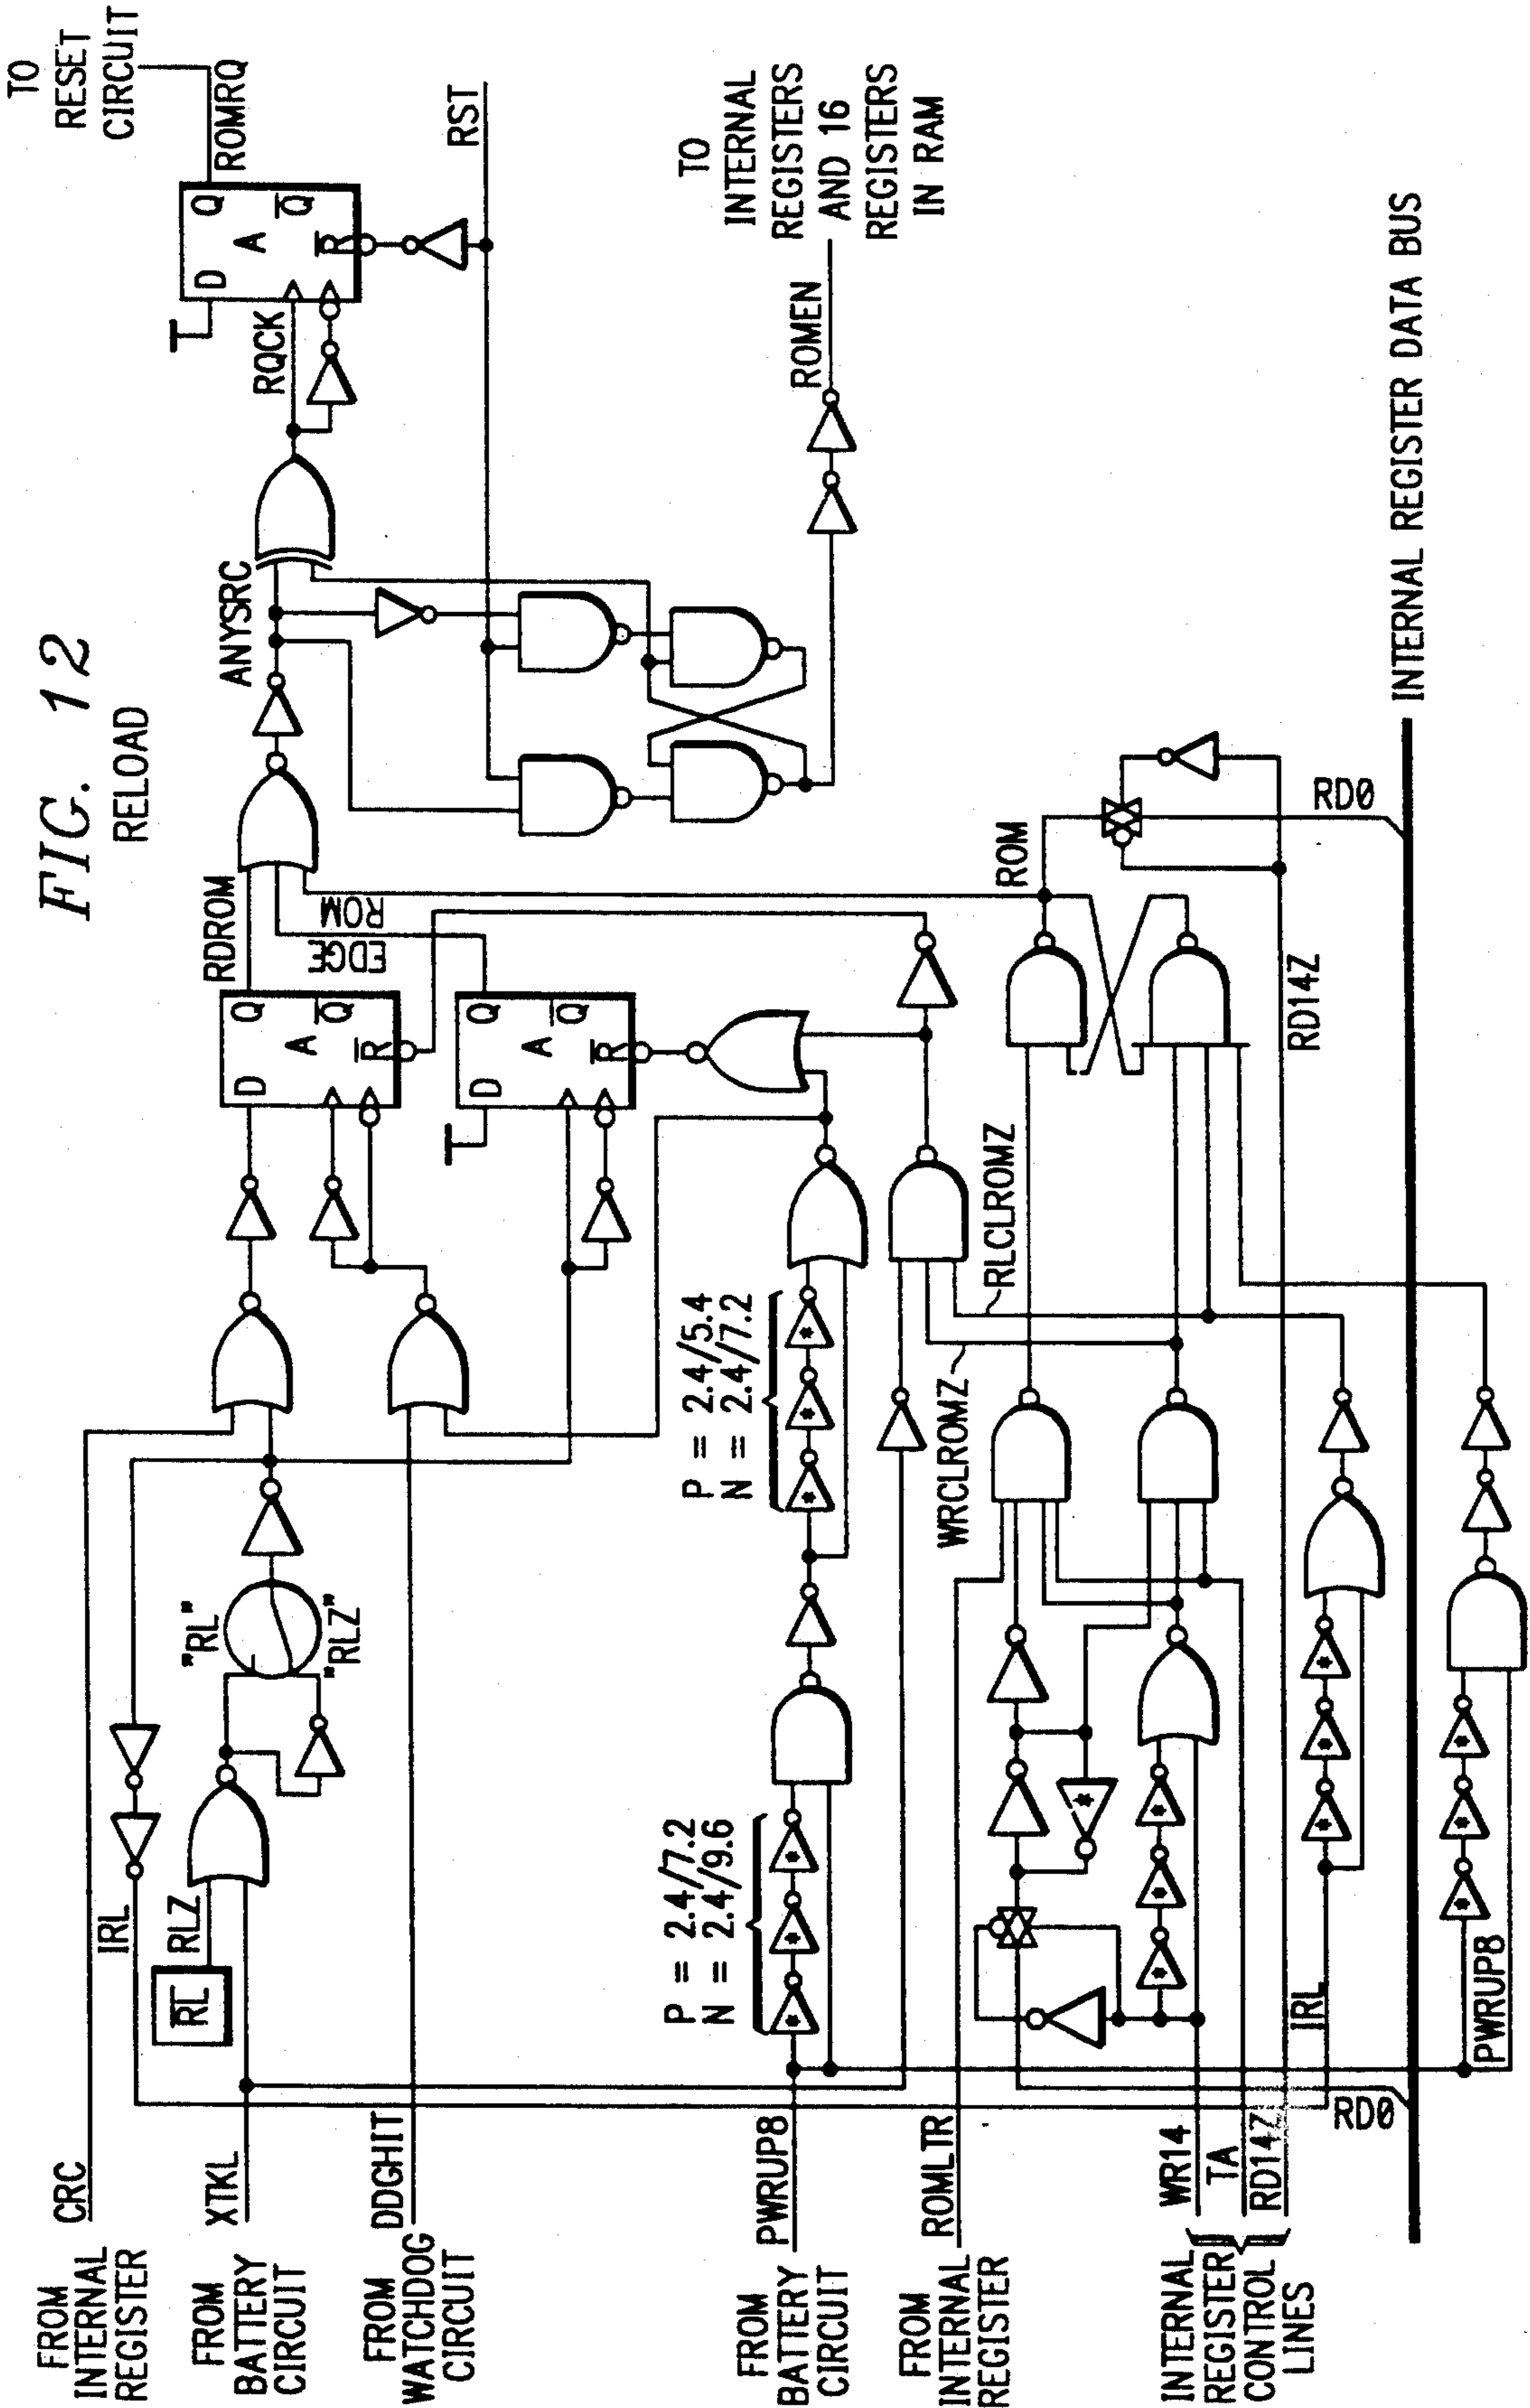 FIG. 12
RELOAD
FROM
INTERNAL
REGISTER
CRC
FROM
BATTERY
CIRCUIT
XTKL
FROM
WATCHDOG
CIRCUIT
DDGHIT
FROM
BATTERY
CIRCUIT
PWRUP8
FROM
INTERNAL
REGISTER
ROMLTR
INTERNAL
REGISTER
CONTROL
LINES
WR14
TA
RD14Z
IRL
RL
RLZ
"RL"
"RLZ"
D Q
A
Q
R
RDROM
EDGE
ROM
D Q
A
Q
R
ANYSRC
RQCK
D Q
A
Q
R
ROMRQ
TO
RESET
CIRCUIT
RST
P = 2.4/7.2
N = 2.4/9.6
* * *
P = 2.4/5.4
N = 2.4/7.2
* * *
ROMEN
TO
INTERNAL
REGISTERS
AND 16
REGISTERS
IN RAM
WRCLROMZ
RLCLROMZ
*
* * *
ROM
RD14Z
RD0
IRL
* * *
RD0
INTERNAL REGISTER DATA BUS
PWRUP8
* * *